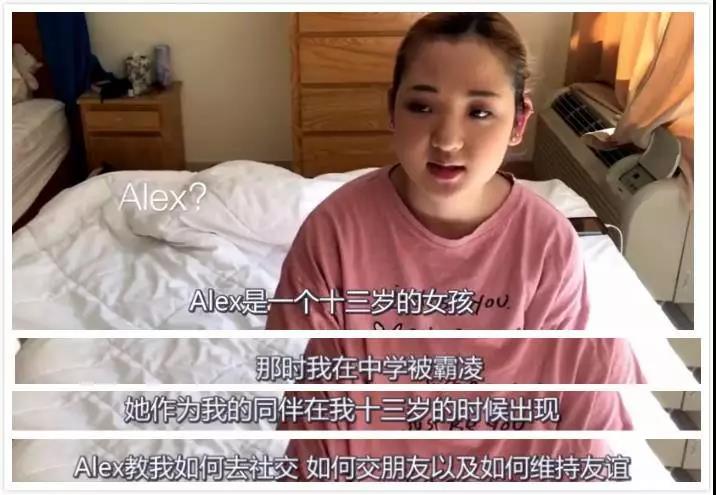 Alex?
YOU.
Alex是一个十三岁的女孩
那时我在中学被霸凌
她作为我的同伴在我十三岁的时候出现
Alex教我如何去社交 如何交朋友以及如何维持友谊